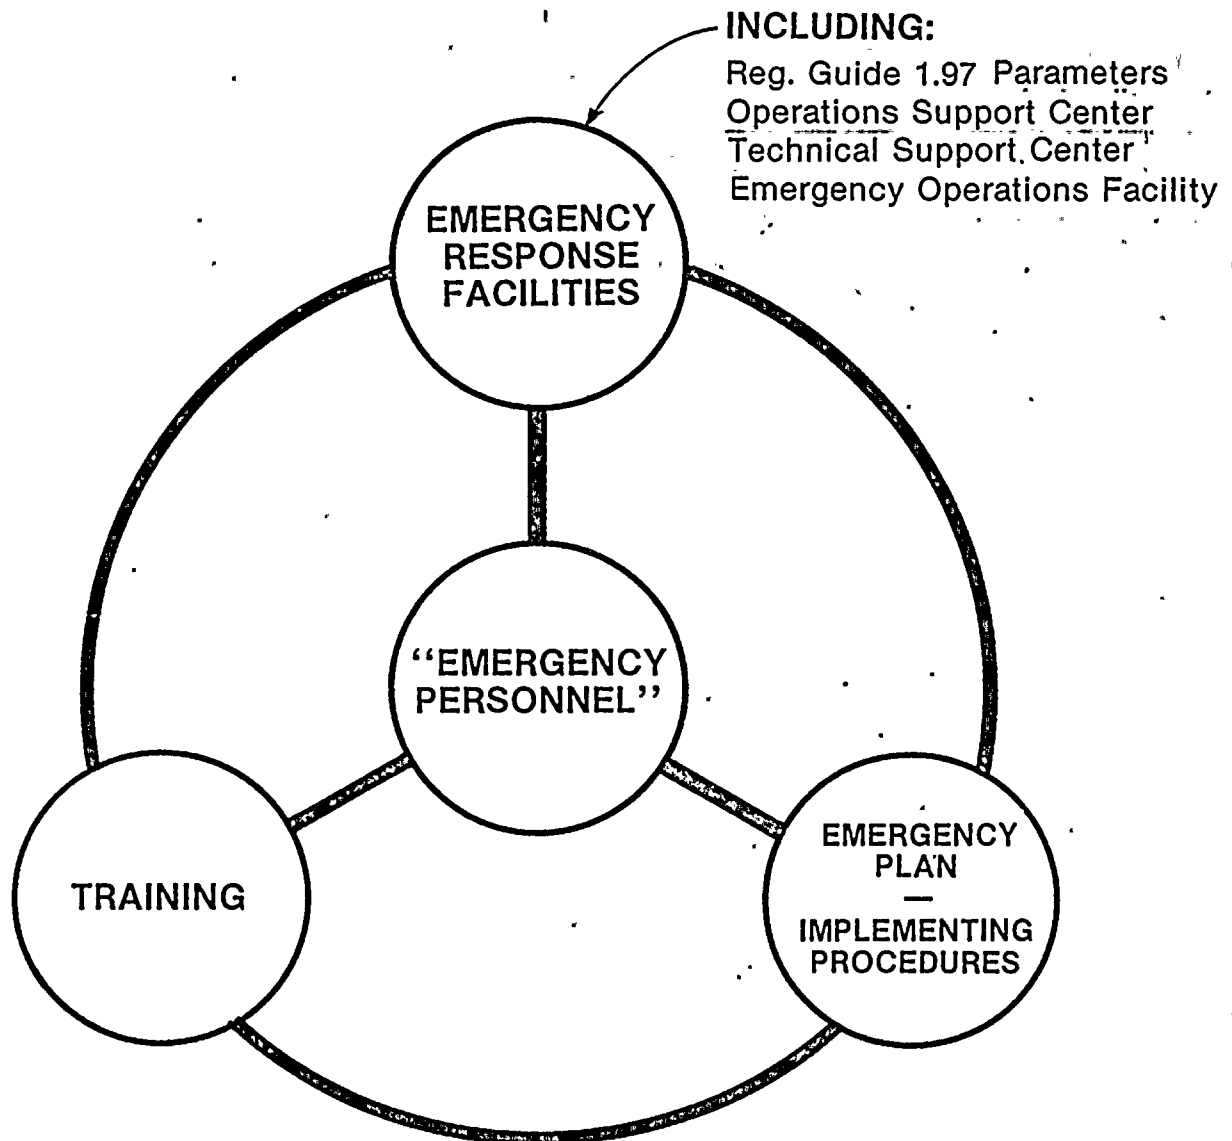 INCLUDING:
Reg. Guide 1.97 Parameters
Operations Support Center
Technical Support Center
Emergency Operations Facility
EMERGENCY
RESPONSE
FACILITIES
“EMERGENCY
PERSONNEL”
TRAINING
EMERGENCY
PLAN
—
IMPLEMENTING
PROCEDURES